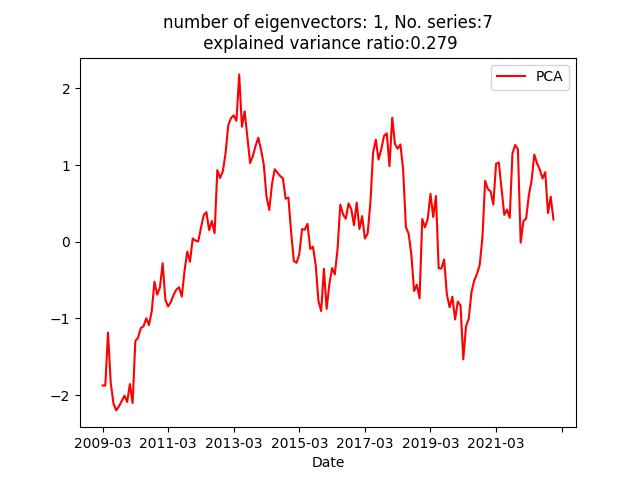 number of eigenvectors: 1, No. series:7
explained variance ratio:0.279
PCA
2
1
0
−1
−2
2009-03 2011-03 2013-03 2015-03 2017-03 2019-03 2021-03
Date